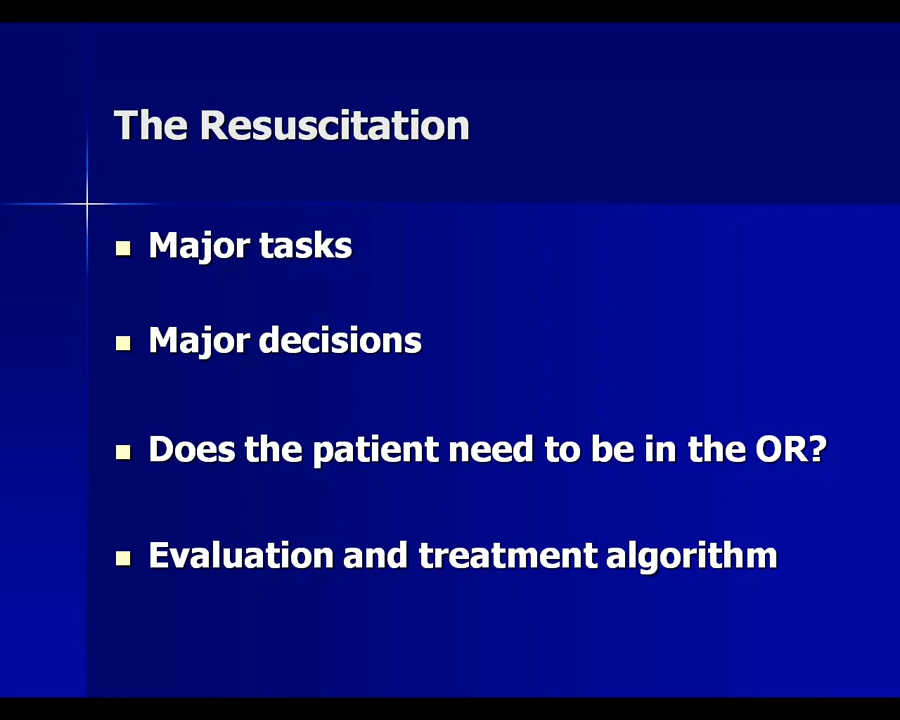 The Resuscitation
Major tasks
Major decisions
Does the patient need to be in the OR?
Evaluation and treatment algorithm